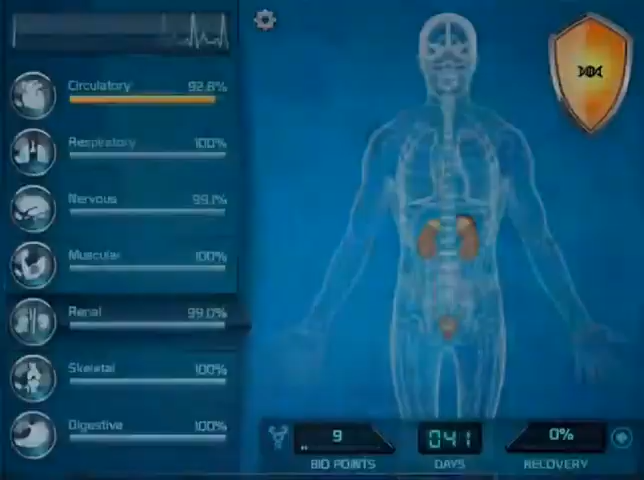 Circulatory 92.8%
Respiratory 100%
Nervous 99.1%
Muscular 100%
Renal 99.0%
Skeletal 100%
Digestive 100%
9
BIO POINTS
041
DAYS
0%
RECOVERY